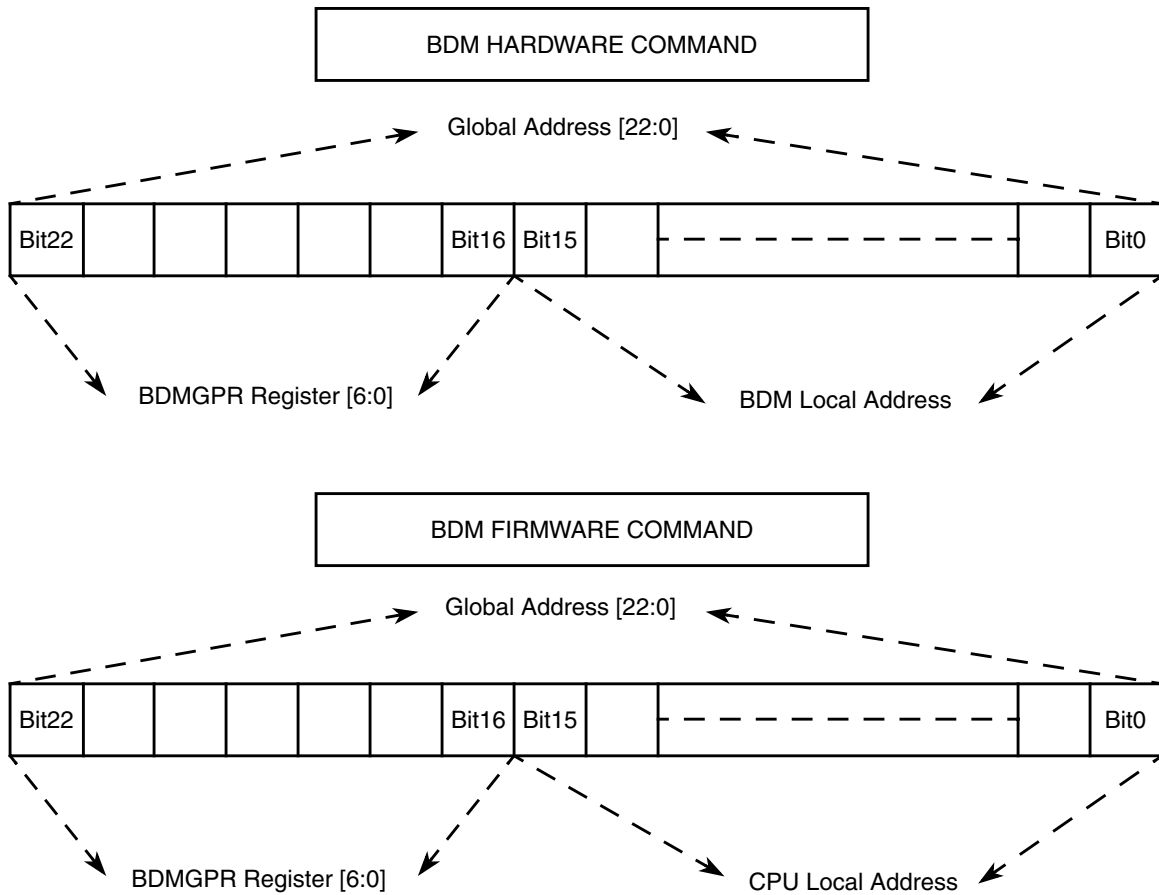 BDM HARDWARE COMMAND
Global Address [22:0]
Bit22 Bit16 Bit15 Bit0
BDMGPR Register [6:0] BDM Local Address
BDM FIRMWARE COMMAND
Global Address [22:0]
Bit22 Bit16 Bit15 Bit0
BDMGPR Register [6:0] CPU Local Address